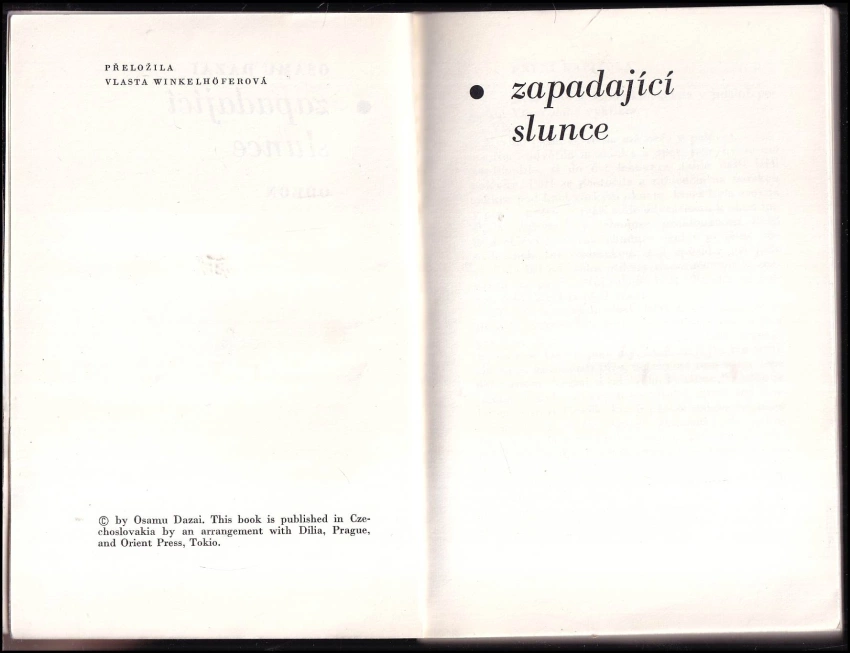 PŘELOŽILA
VLASTA WINKELHÖFEROVÁ
© by Osamu Dazai. This book is published in Cze-
choslovakia by an arrangement with Dilia, Prague,
and Orient Press, Tokio.
• zapadající
slunce